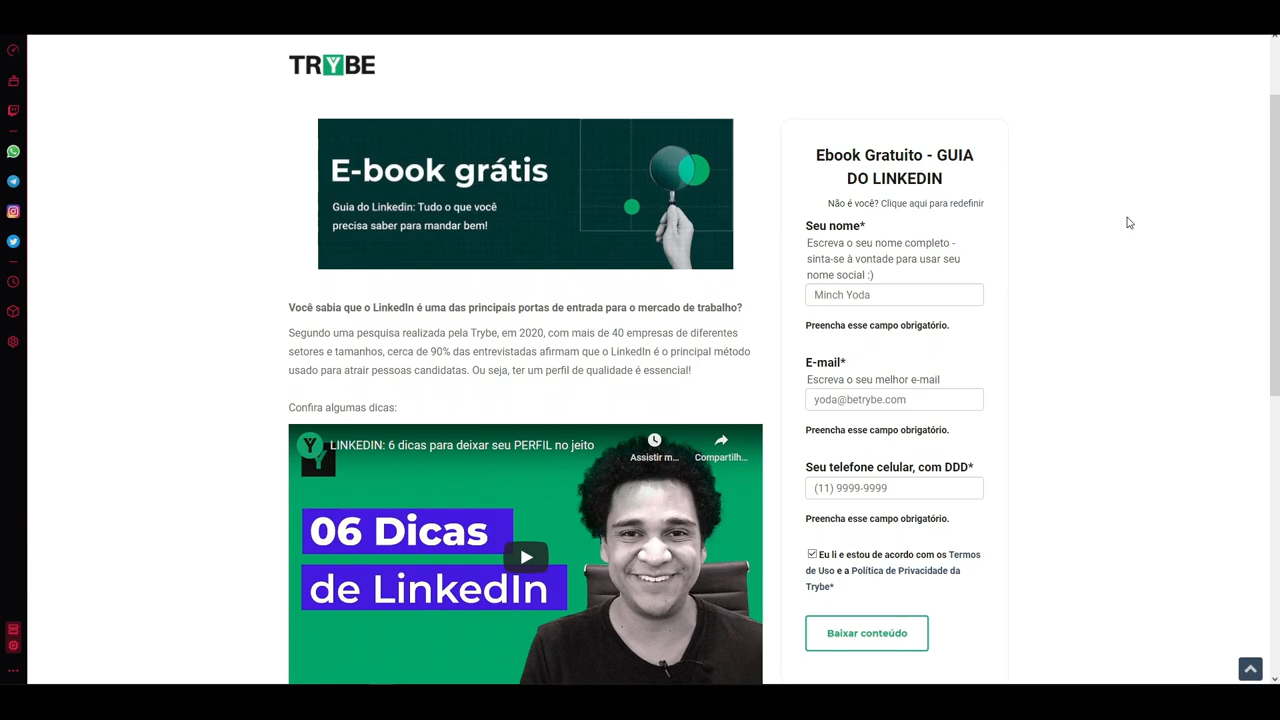 TRYBE
E-book grátis
Guia do Linkedin: Tudo o que você
precisa saber para mandar bem!
Você sabia que o LinkedIn é uma das principais portas de entrada para o mercado de trabalho?
Segundo uma pesquisa realizada pela Trybe, em 2020, com mais de 40 empresas de diferentes
setores e tamanhos, cerca de 90% das entrevistadas afirmam que o LinkedIn é o principal método
usado para atrair pessoas candidatas. Ou seja, ter um perfil de qualidade é essencial!
Confira algumas dicas:
LINKEDIN: 6 dicas para deixar seu PERFIL no jeito
Assistir m...
Compartilh...
06 Dicas
de LinkedIn
Ebook Gratuito - GUIA
DO LINKEDIN
Não é você? Clique aqui para redefinir
Seu nome*
Escreva o seu nome completo -
sinta-se à vontade para usar seu
nome social :)
Minch Yoda
Preencha esse campo obrigatório.
E-mail*
Escreva o seu melhor e-mail
yoda@betrybe.com
Preencha esse campo obrigatório.
Seu telefone celular, com DDD*
(11) 9999-9999
Preencha esse campo obrigatório.
Eu li e estou de acordo com os Termos
de Uso e a Política de Privacidade da
Trybe*
Baixar conteúdo